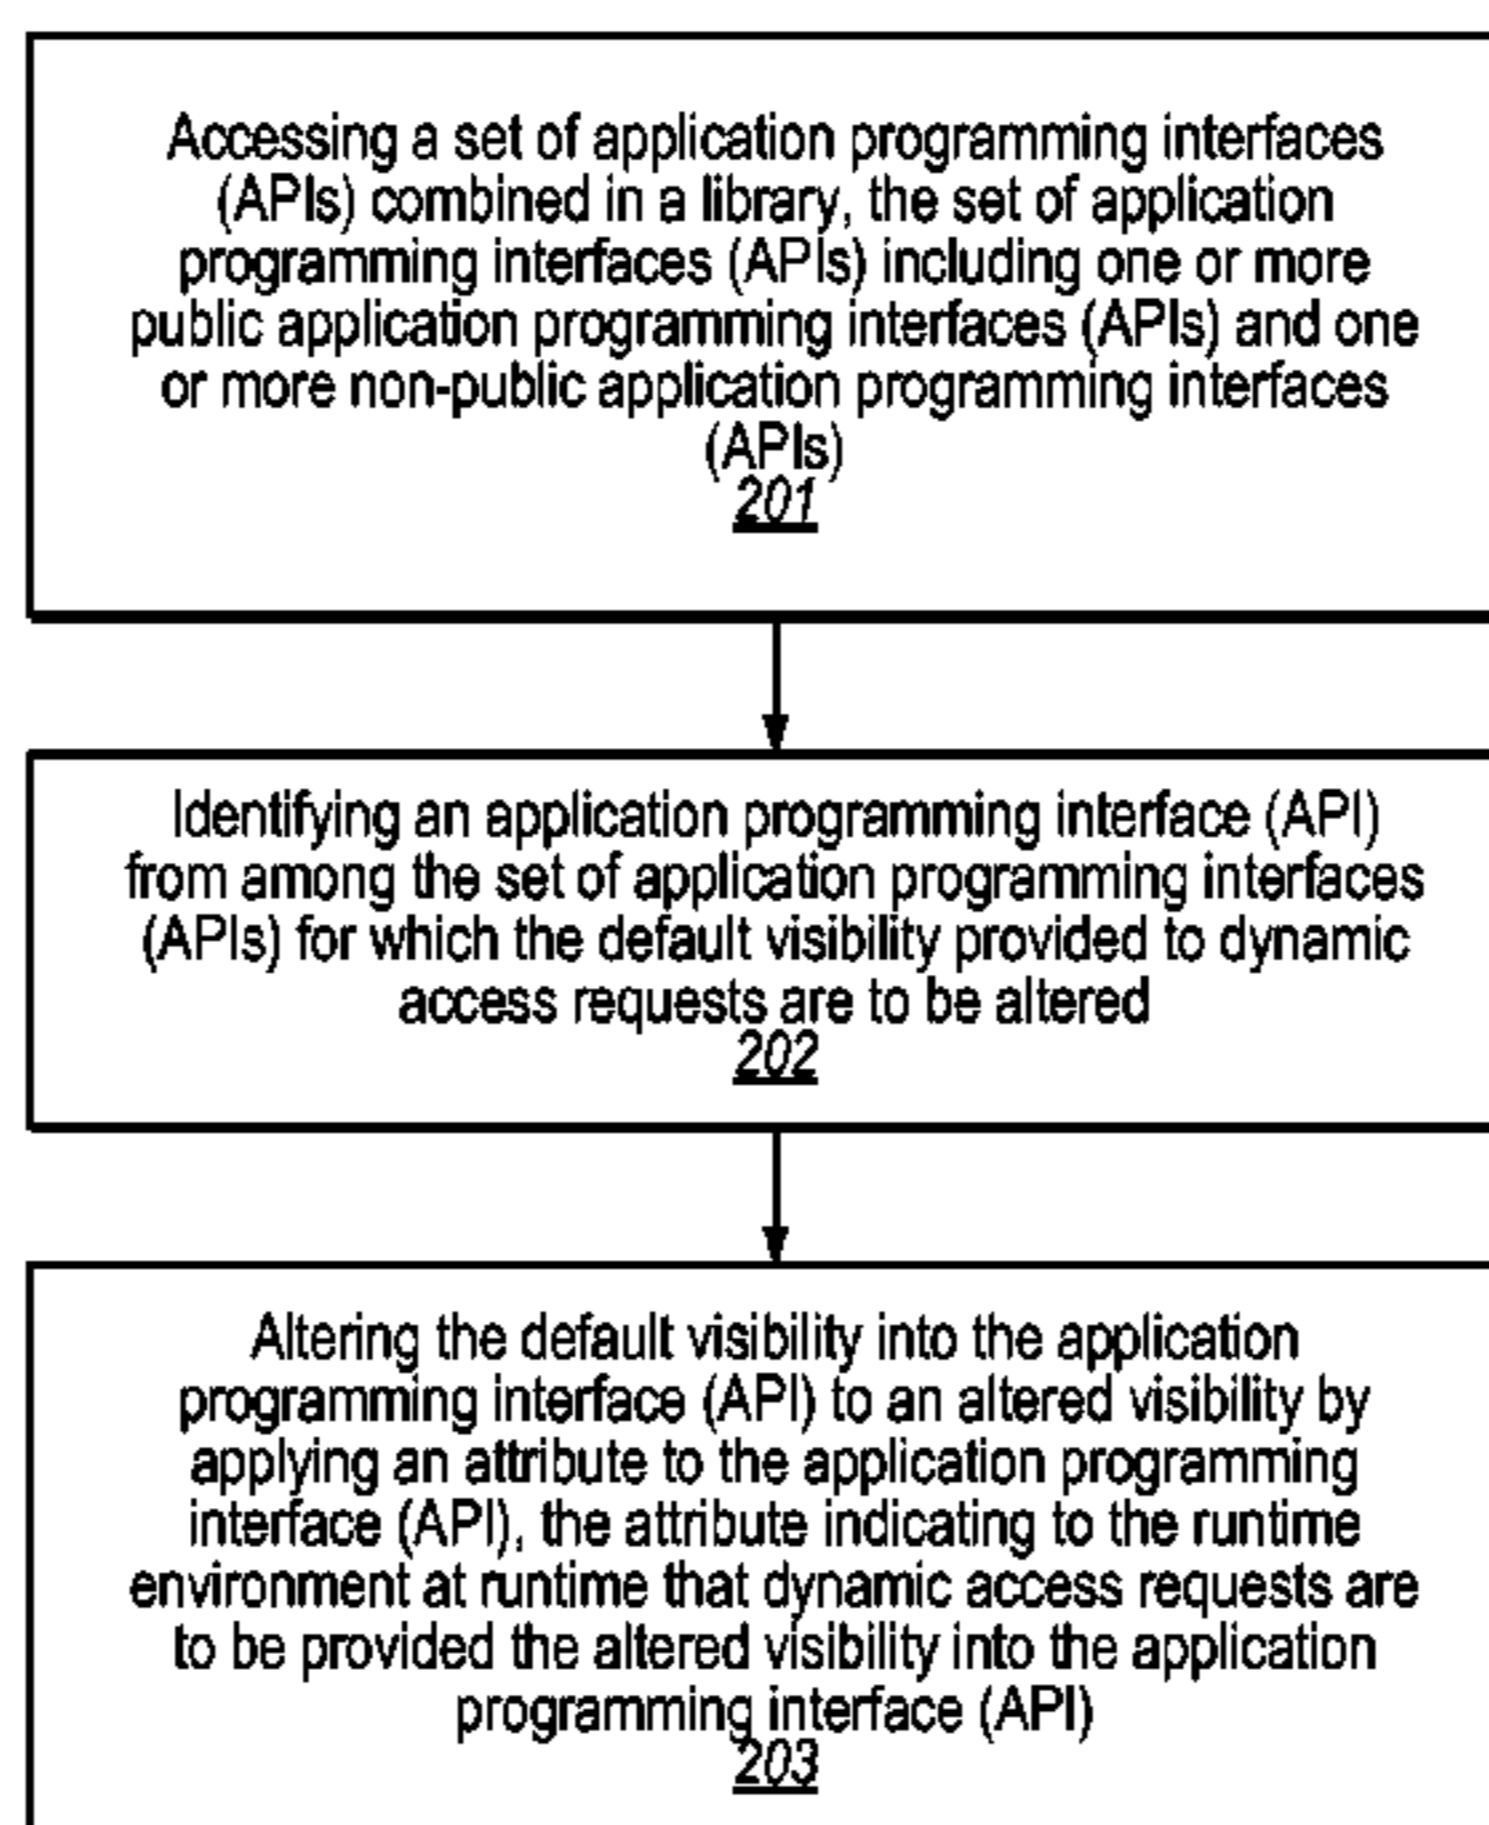 Accessing a set of application programming interfaces
(APIs) combined in a library, the set of application
programming interfaces (APIs) including one or more
public application programming interfaces (APIs) and one
or more non-public application programming interfaces
(APIs)
201
Identifying an application programming interface (API)
from among the set of application programming interfaces
(APIs) for which the default visibility provided to dynamic
access requests are to be altered
202
Altering the default visibility into the application
programming interface (API) to an altered visibility by
applying an attribute to the application programming
interface (API), the attribute indicating to the runtime
environment at runtime that dynamic access requests are
to be provided the altered visibility into the application
programming interface (API)
203